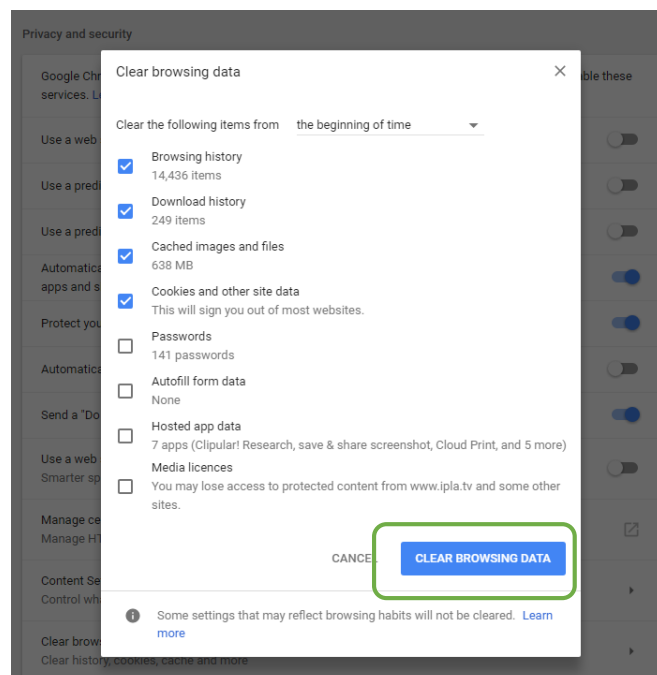 Privacy and security
Clear browsing data
Google Chr
able these
services. Le
Clear the following items from the beginning of time
Use a web
Browsing history
14,436 items
Use a predi
Download history
249 items
Use a predi
Cached images and files
638 MB
Automatica
apps and s
Cookies and other site data
This will sign you out of most websites.
Protect you
Passwords
141 passwords
Automatica
Autofill form data
None
Send a "Do
Hosted app data
7 apps (Clipular! Research, save & share screenshot, Cloud Print, and 5 more)
Use a web
Smarter sp
Media licences
You may lose access to protected content from www.ipla.tv and some other
sites.
Manage ce
Manage HT
CANCEL CLEAR BROWSING DATA
Content Se
Control wha
Some settings that may reflect browsing habits will not be cleared. Learn
more
Clear brows
Clear history, cookies, cache and more